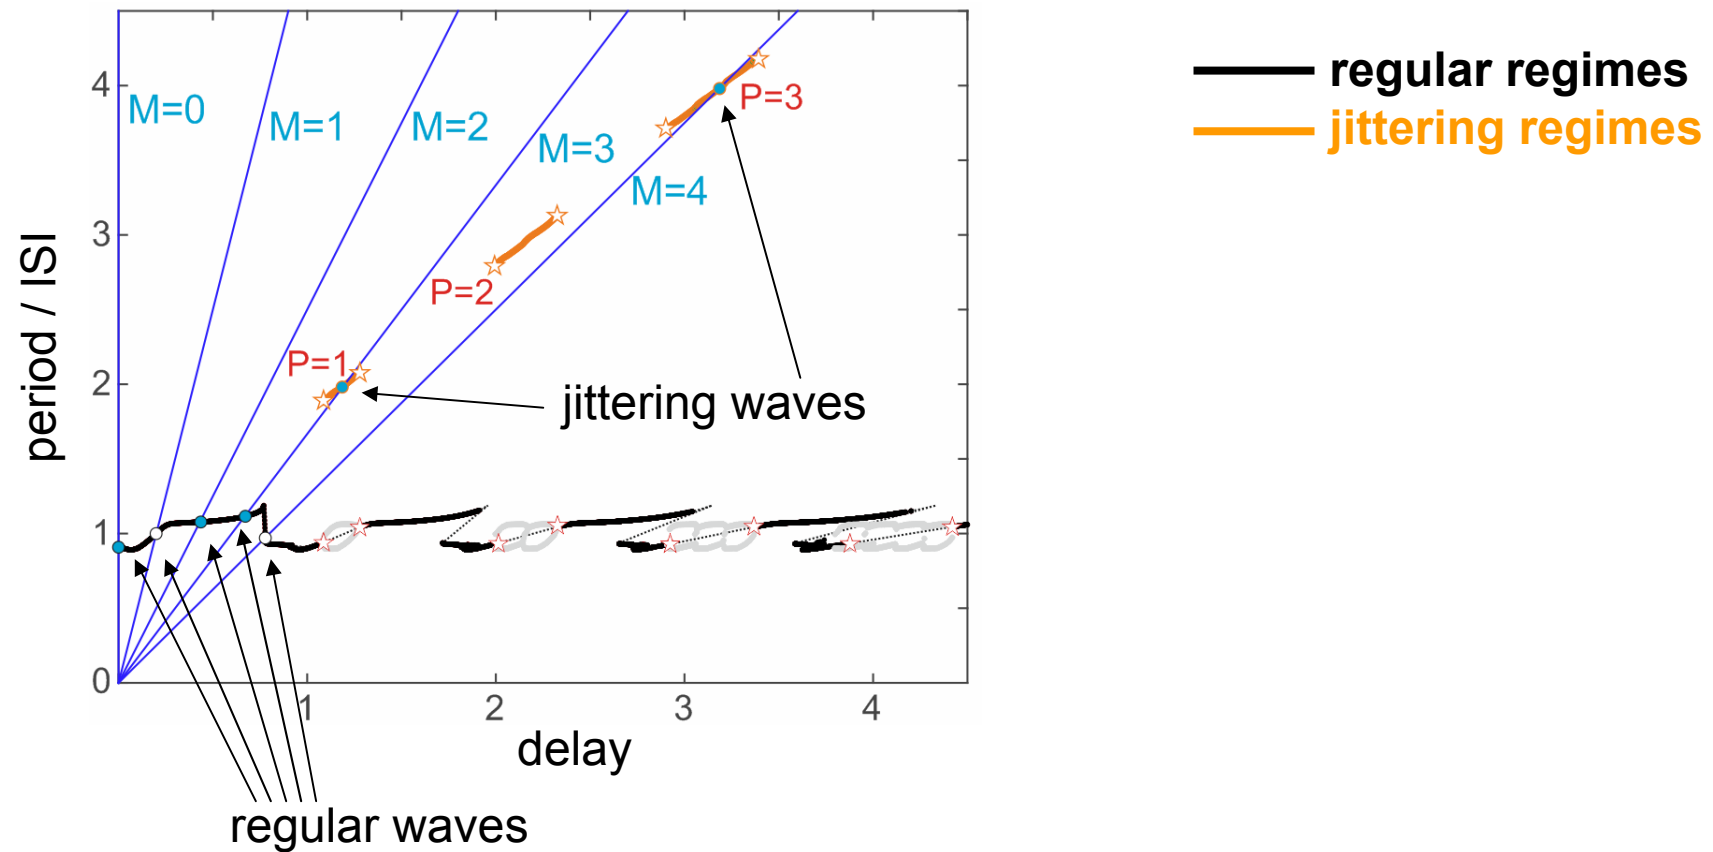 regular regimes
jittering regimes
4
M=0
M=1
M=2
M=3
M=4
P=3
3
P=2
P=1
2
jittering waves
period / ISI
1
0
1
2
3
4
delay
regular waves